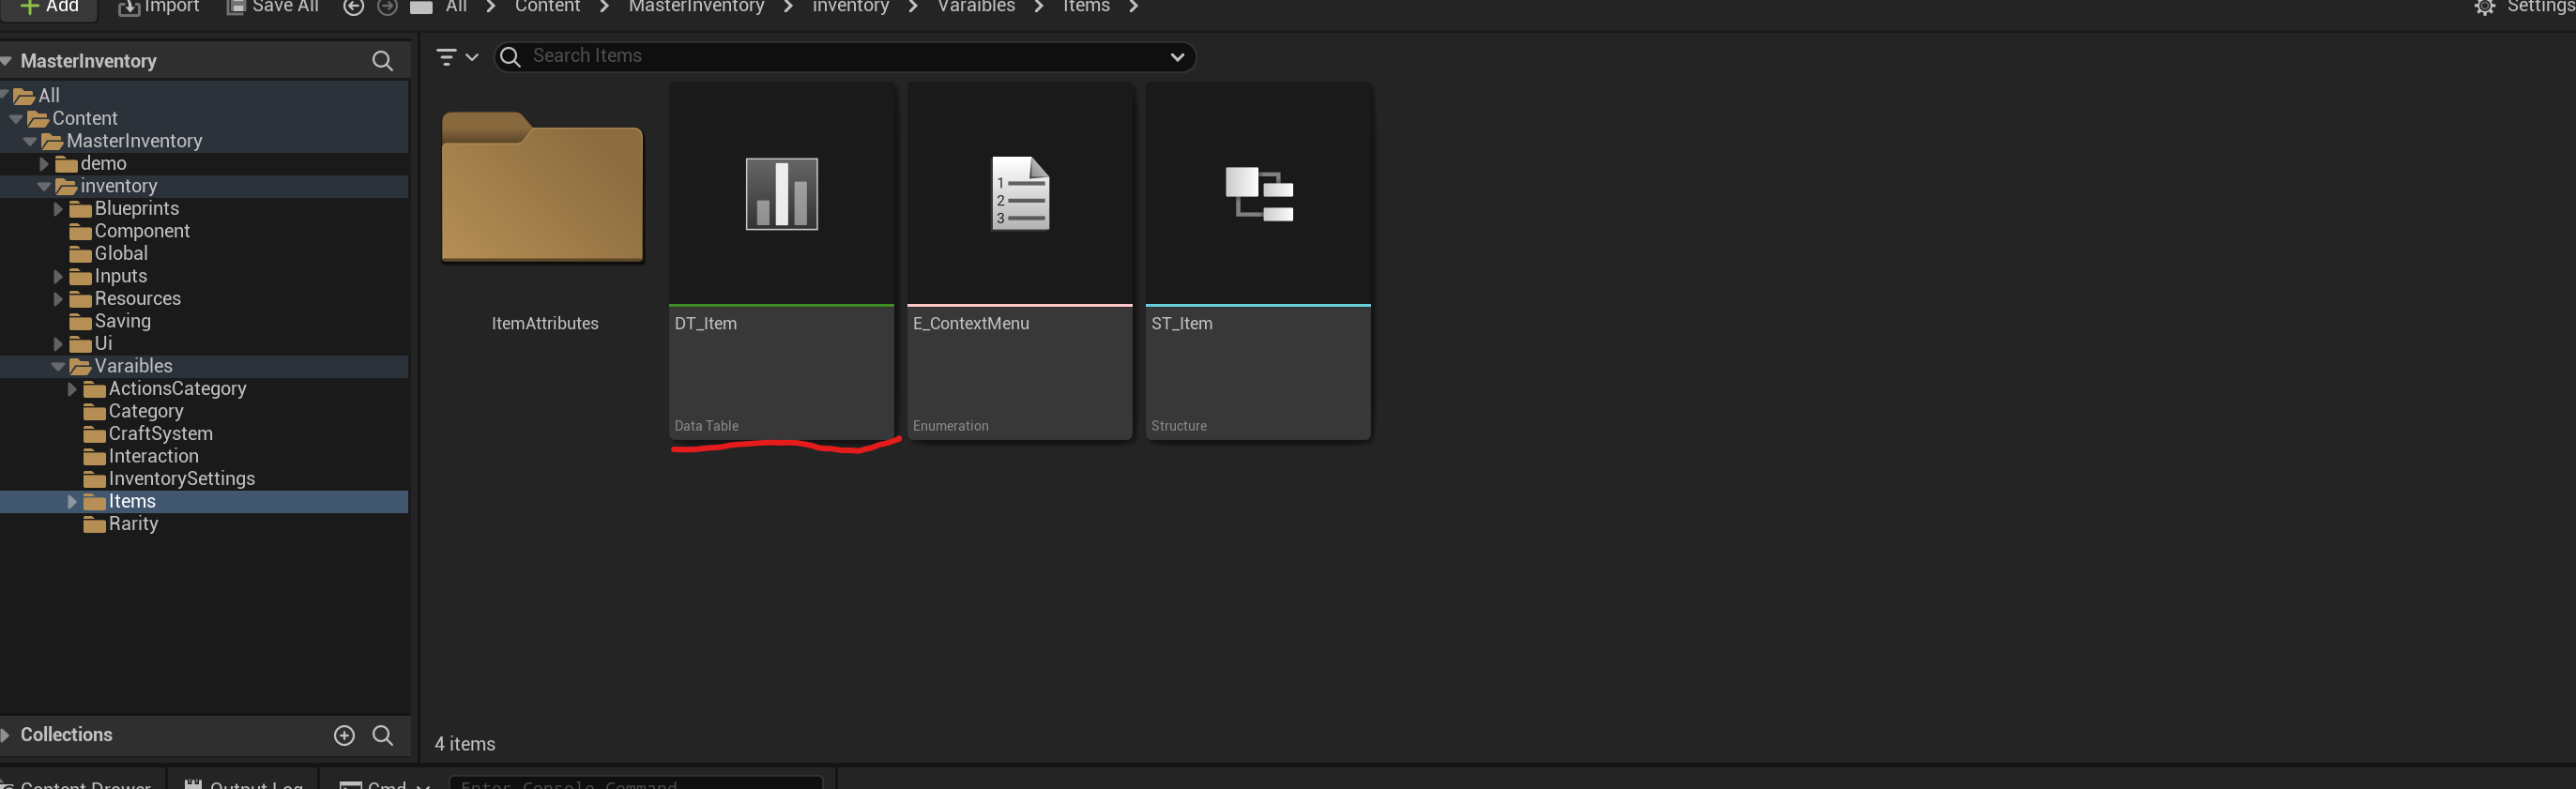 Add Import Save All All Content MasterInventory inventory Varaibles Items Settings
MasterInventory
Search Items
All
Content
MasterInventory
demo
inventory
Blueprints
Component
Global
Inputs
Resources
Saving
Ui
Varaibles
ActionsCategory
Category
CraftSystem
Interaction
InventorySettings
Items
Rarity
1
2
3
ItemAttributes
DT_Item
E_ContextMenu
ST_Item
Data Table
Enumeration
Structure
Collections
4 items
Content Drawer Output Log Cmd Enter Console Command